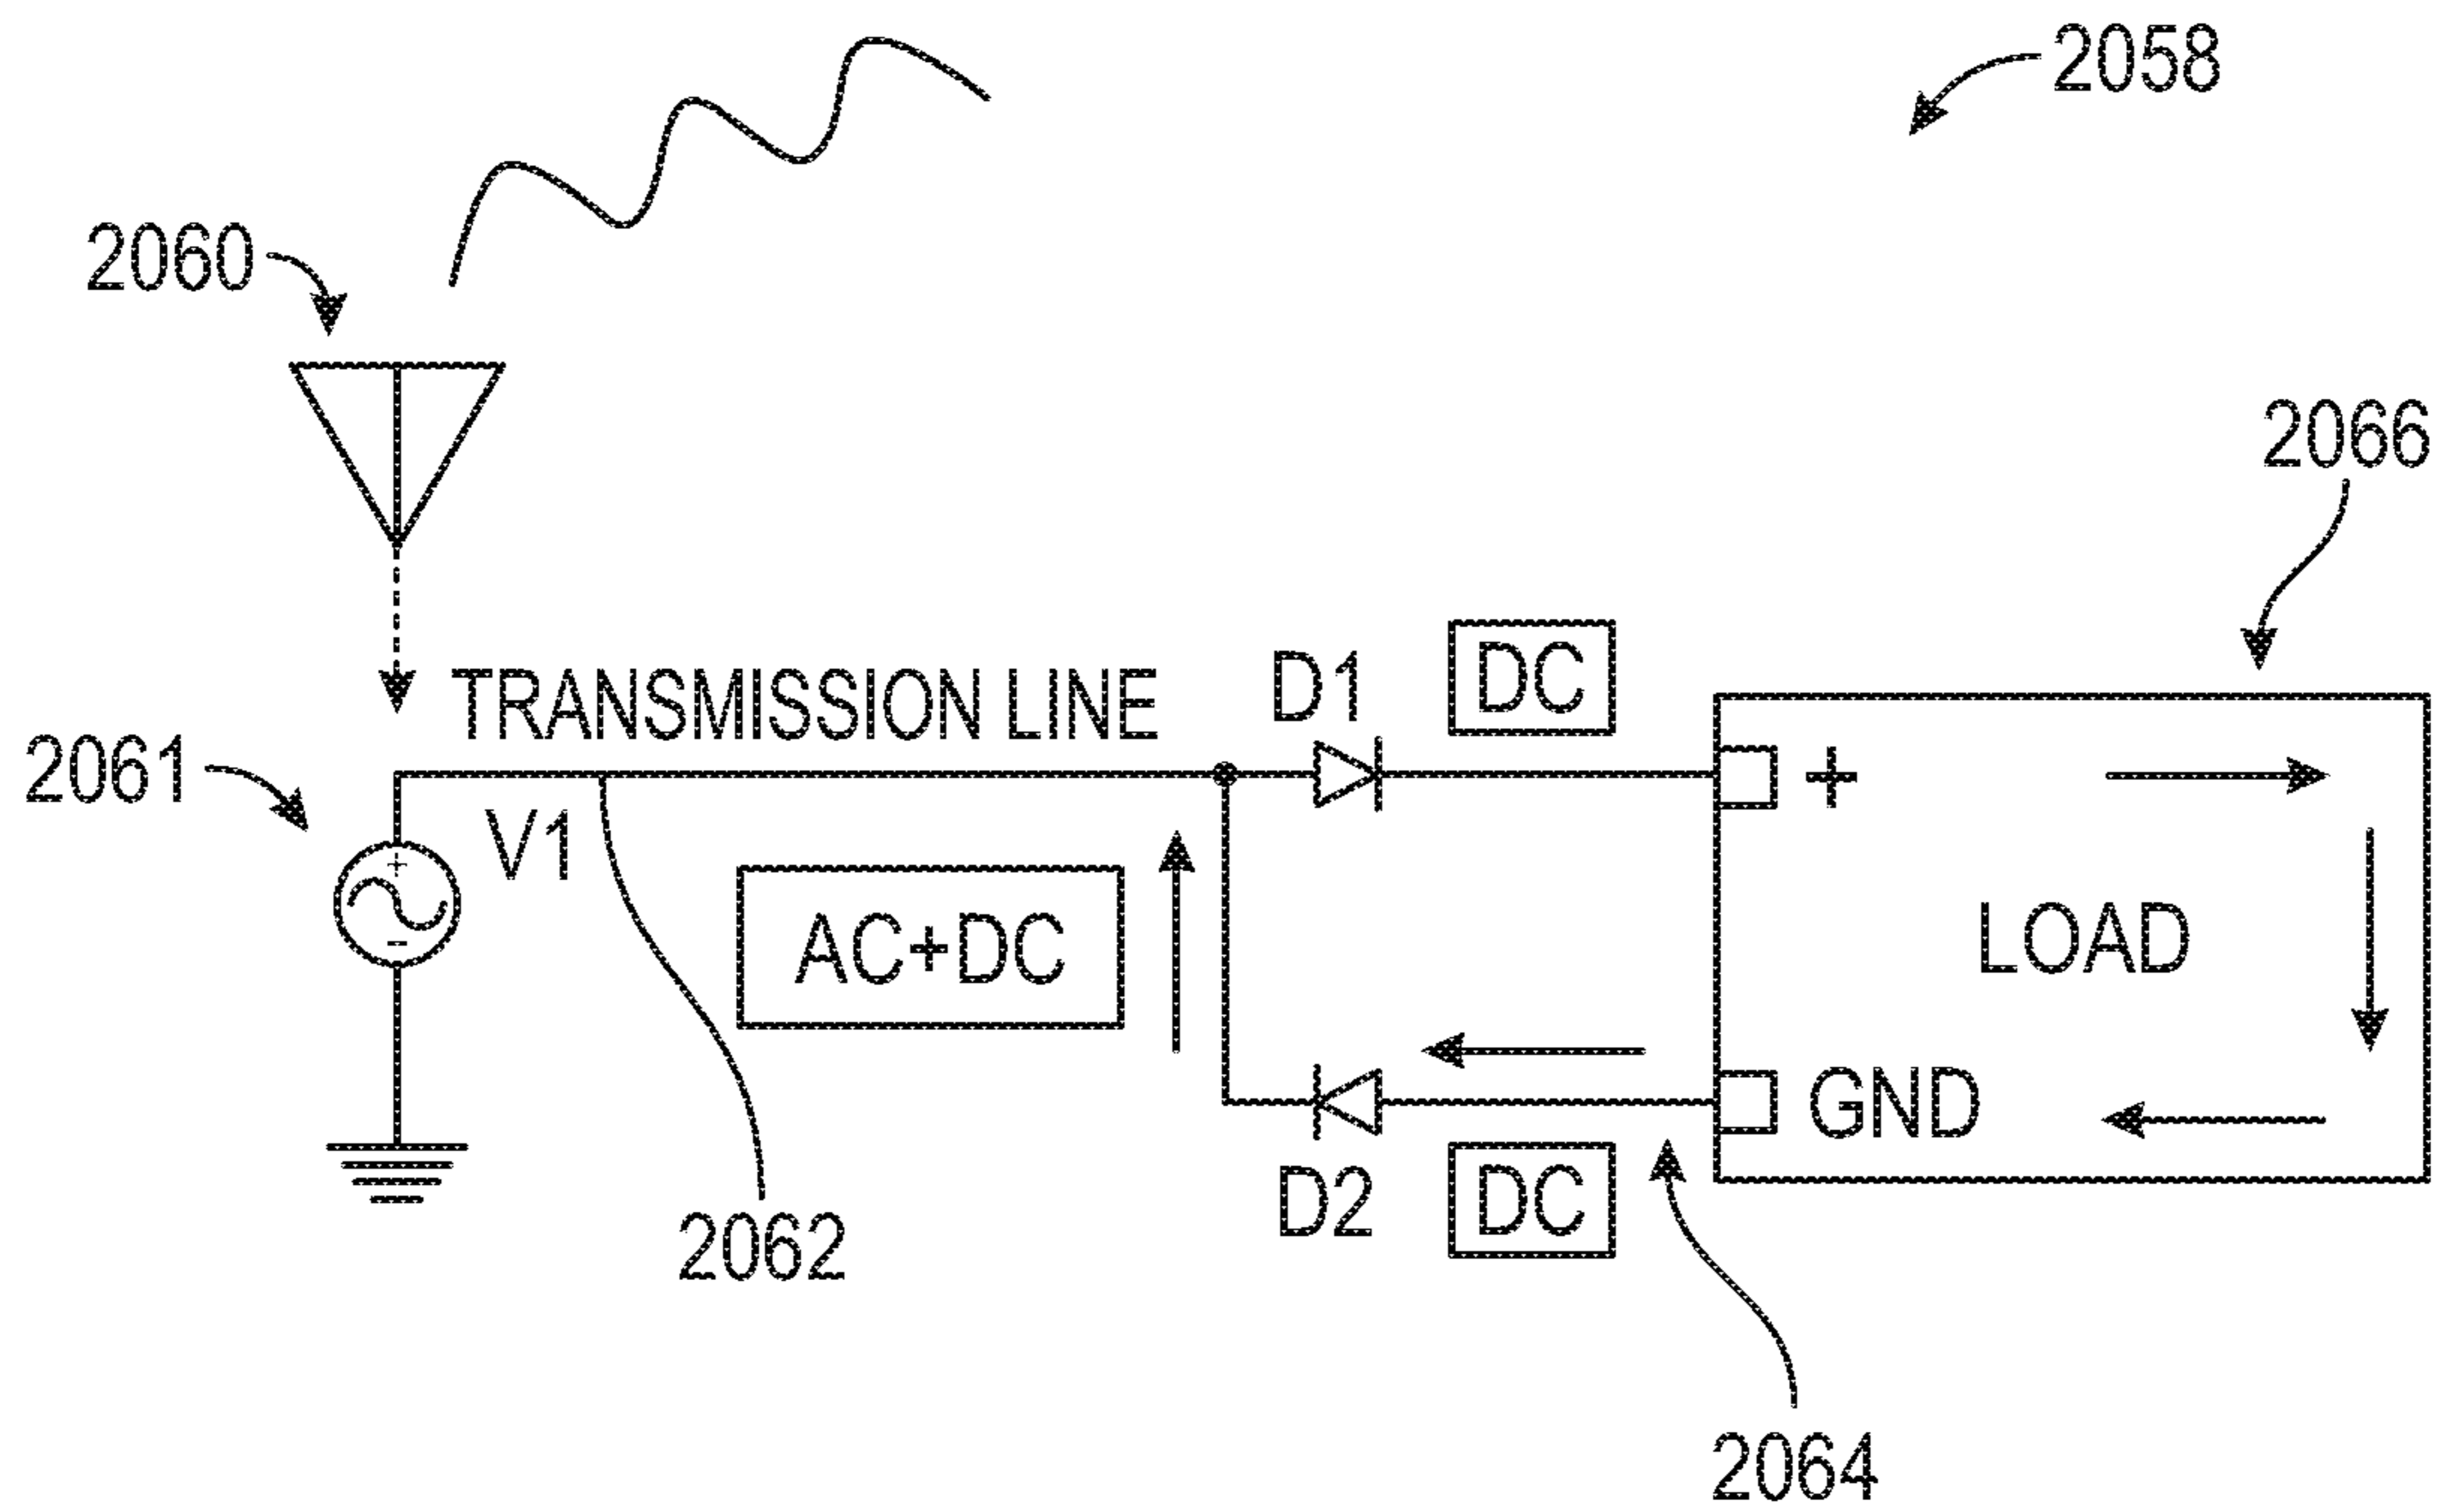 2058
2060
2066
TRANSMISSION LINE
D1
DC
2061
V1
+
+
-
AC+DC
LOAD
GND
D2
DC
2062
2064